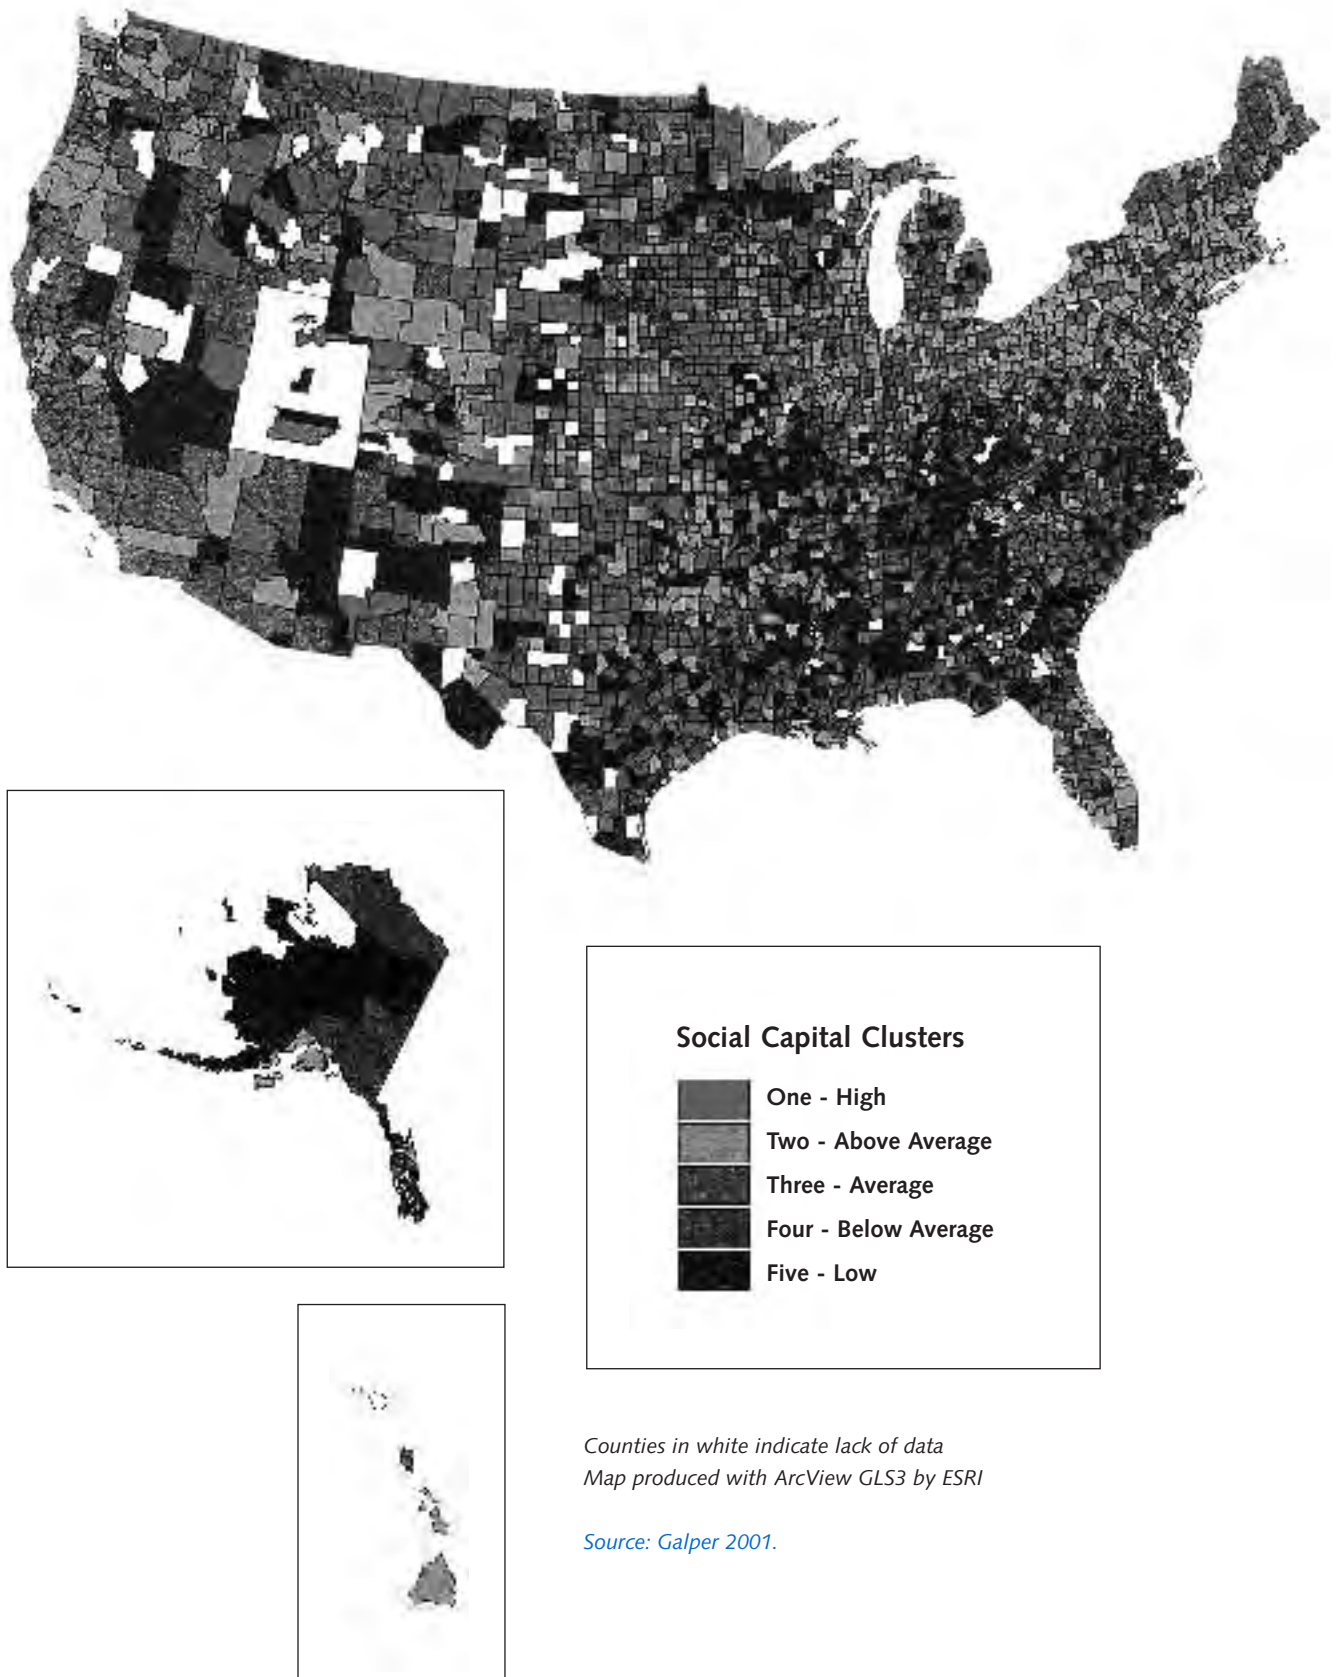 Social Capital Clusters
One - High
Two - Above Average
Three - Average
Four - Below Average
Five - Low
Counties in white indicate lack of data
Map produced with ArcView GLS3 by ESRI
Source: Galper 2001.